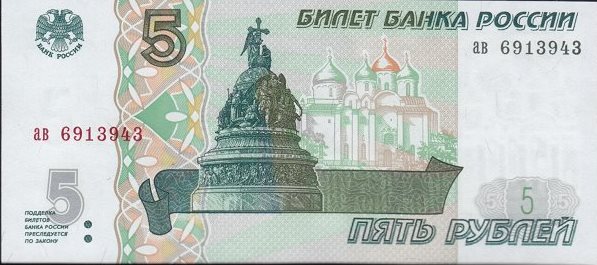 5
БИЛЕТ БАНКА РОССИИ
БАНК РОССИИ
ав 6913943
ав 6913943
5
5
ПОДДЕЛКА
БИЛЕТОВ
БАНКА РОССИИ
ПРЕСЛЕДУЕТСЯ
ПО ЗАКОНУ
ПЯТЬ РУБЛЕЙ